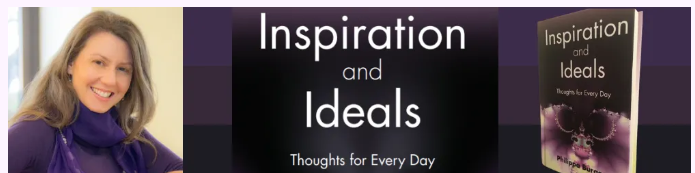 Inspiration
and
Ideals
Thoughts for Every Day
Inspiration
and
Ideals
Thoughts for Every Day